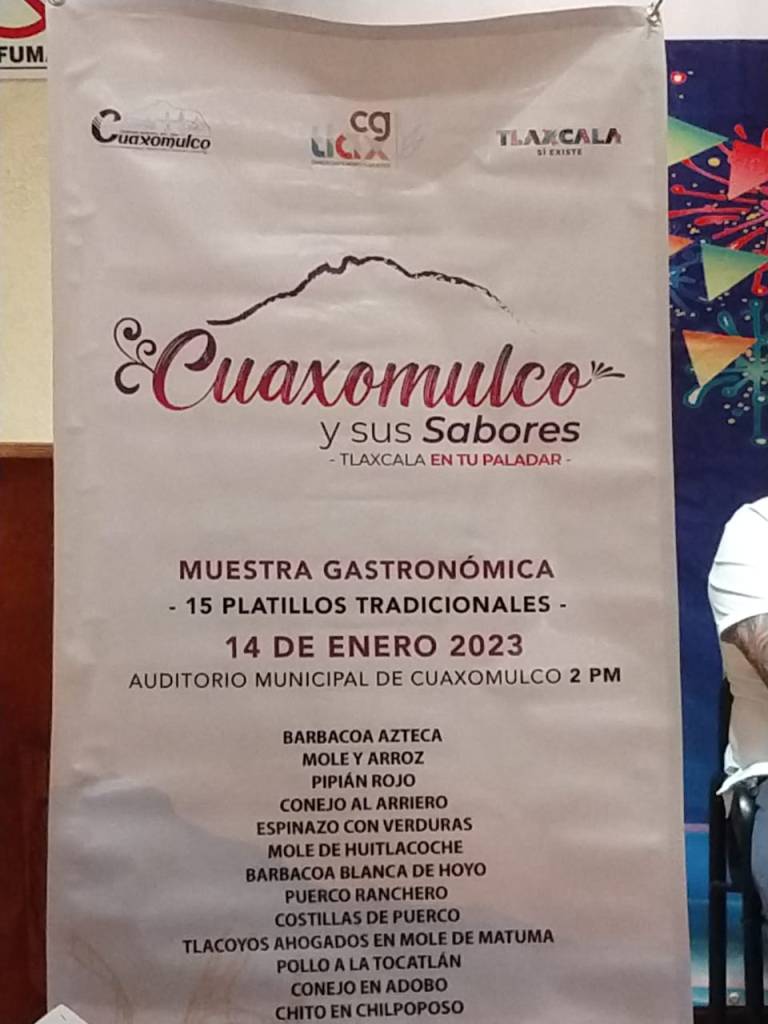 FUM
Cuaxomulco
cg
tlax
TLAXCALA
SÍ EXISTE
Cuaxomulco
y sus Sabores
- TLAXCALA EN TU PALADAR -
MUESTRA GASTRONÓMICA
- 15 PLATILLOS TRADICIONALES -
14 DE ENERO 2023
AUDITORIO MUNICIPAL DE CUAXOMULCO 2 PM
BARBACOA AZTECA
MOLE Y ARROZ
PIPIÁN ROJO
CONEJO AL ARRIERO
ESPINAZO CON VERDURAS
MOLE DE HUITLACOCHE
BARBACOA BLANCA DE HOYO
PUERCO RANCHERO
COSTILLAS DE PUERCO
TLACOYOS AHOGADOS EN MOLE DE MATUMA
POLLO A LA TOCATLÁN
CONEJO EN ADOBO
CHITO EN CHILPOPOSO